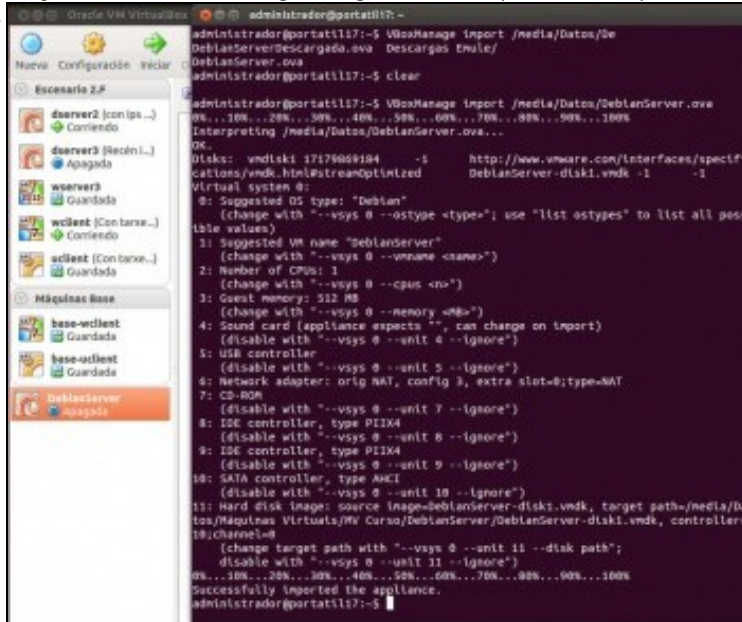 Oracle VM VirtualBox
administrador@portatil17: ~
Nueva Configuración Iniciar
Escenario 2.F
dserver2 (con ips ...)
Corriendo
dserver3 (Recén i...)
Apagada
wserver3
Guardada
wclient (Con tarxe...)
Corriendo
uclient (Con tarxe...)
Guardada
Máquinas Base
base-wclient
Guardada
base-uclient
Guardada
DebianServer
Apagada
administrador@portatil17:~$ VBoxManage import /media/Datos/De
DebianServerDescargada.ova Descargas Emule/
DebianServer.ova
administrador@portatil17:~$ clear
administrador@portatil17:~$ VBoxManage import /media/Datos/DebianServer.ova
0%...10%...20%...30%...40%...50%...60%...70%...80%...90%...100%
Interpreting /media/Datos/DebianServer.ova...
OK.
Disks: vmdisk1 17179869184 -1 http://www.vmware.com/interfaces/specifi
cations/vmdk.html#streamOptimized DebianServer-disk1.vmdk -1 -1
Virtual system 0:
0: Suggested OS type: "Debian"
(change with "--vsys 0 --ostype <type>"; use "list ostypes" to list all poss
ible values)
1: Suggested VM name "DebianServer"
(change with "--vsys 0 --vmname <name>")
2: Number of CPUs: 1
(change with "--vsys 0 --cpus <n>")
3: Guest memory: 512 MB
(change with "--vsys 0 --memory <MB>")
4: Sound card (appliance expects "", can change on import)
(disable with "--vsys 0 --unit 4 --ignore")
5: USB controller
(disable with "--vsys 0 --unit 5 --ignore")
6: Network adapter: orig NAT, config 3, extra slot=0;type=NAT
7: CD-ROM
(disable with "--vsys 0 --unit 7 --ignore")
8: IDE controller, type PIIX4
(disable with "--vsys 0 --unit 8 --ignore")
9: IDE controller, type PIIX4
(disable with "--vsys 0 --unit 9 --ignore")
10: SATA controller, type AHCI
(disable with "--vsys 0 --unit 10 --ignore")
11: Hard disk image: source image=DebianServer-disk1.vmdk, target path=/media/Da
tos/Maquinas Virtuais/MV Curso/DebianServer/DebianServer-disk1.vmdk, controller=
10;channel=0
(change target path with "--vsys 0 --unit 11 --disk path";
disable with "--vsys 0 --unit 11 --ignore")
0%...10%...20%...30%...40%...50%...60%...70%...80%...90%...100%
Successfully imported the appliance.
administrador@portatil17:~$